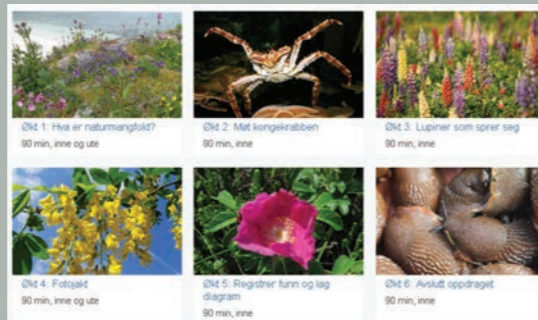 Økt 1: Hva er naturmangfold?
90 min, inne og ute
Økt 2: Møt kongekrabben
90 min, inne
Økt 3: Lupiner som sprer seg
90 min, inne
Økt 4: Fotojakt
90 min, inne og ute
Økt 5: Registrer funn og lag
diagram
90 min, inne
Økt 6: Avslutt oppdraget
90 min, inne